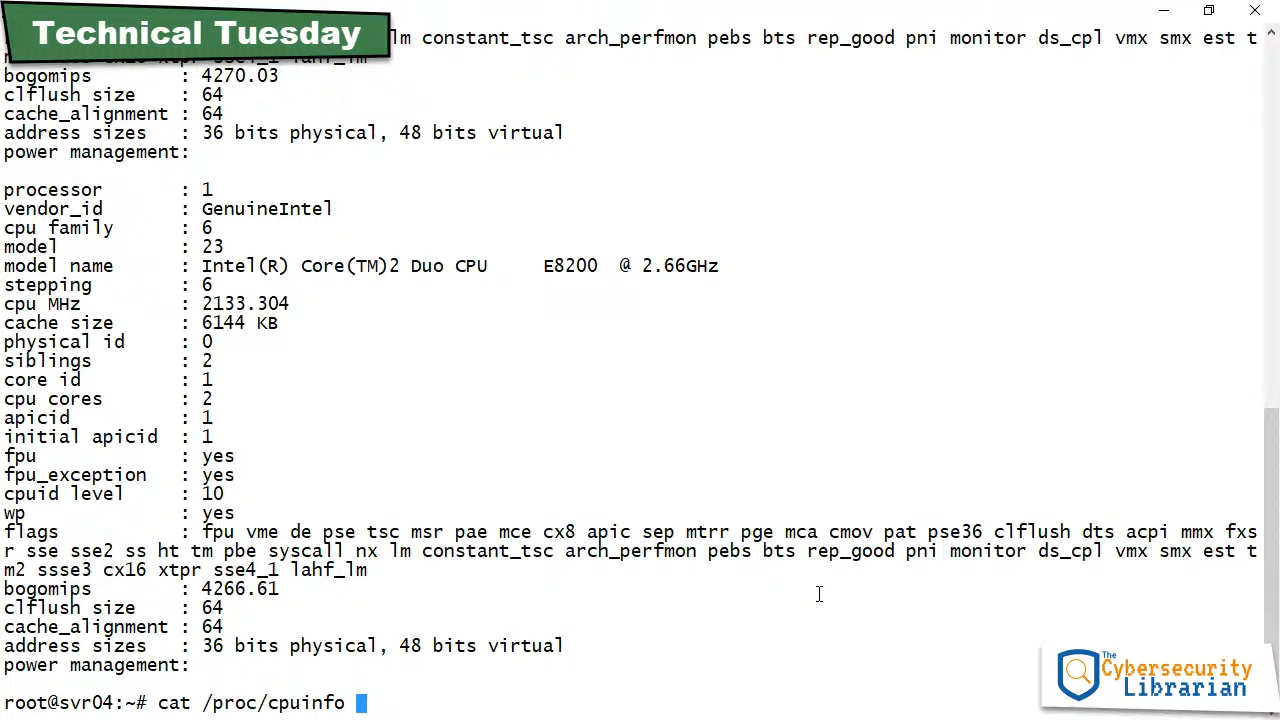 Technical Tuesday
lm constant_tsc arch_perfmon pebs bts rep_good pni monitor ds_cpl vmx smx est t
m2 ssse3 cx16 xtpr sse4_1 lahf_lm
bogomips : 4270.03
clflush size : 64
cache_alignment : 64
address sizes : 36 bits physical, 48 bits virtual
power management:
processor : 1
vendor_id : GenuineIntel
cpu family : 6
model : 23
model name : Intel(R) Core(TM)2 Duo CPU E8200 @ 2.66GHz
stepping : 6
cpu MHz : 2133.304
cache size : 6144 KB
physical id : 0
siblings : 2
core id : 1
cpu cores : 2
apicid : 1
initial apicid : 1
fpu : yes
fpu_exception : yes
cpuid level : 10
wp : yes
flags : fpu vme de pse tsc msr pae mce cx8 apic sep mtrr pge mca cmov pat pse36 clflush dts acpi mmx fxs
r sse sse2 ss ht tm pbe syscall nx lm constant_tsc arch_perfmon pebs bts rep_good pni monitor ds_cpl vmx smx est t
m2 ssse3 cx16 xtpr sse4_1 lahf_lm
bogomips : 4266.61
clflush size : 64
cache_alignment : 64
address sizes : 36 bits physical, 48 bits virtual
power management:
root@svr04:~# cat /proc/cpuinfo
The
Cybersecurity
Librarian